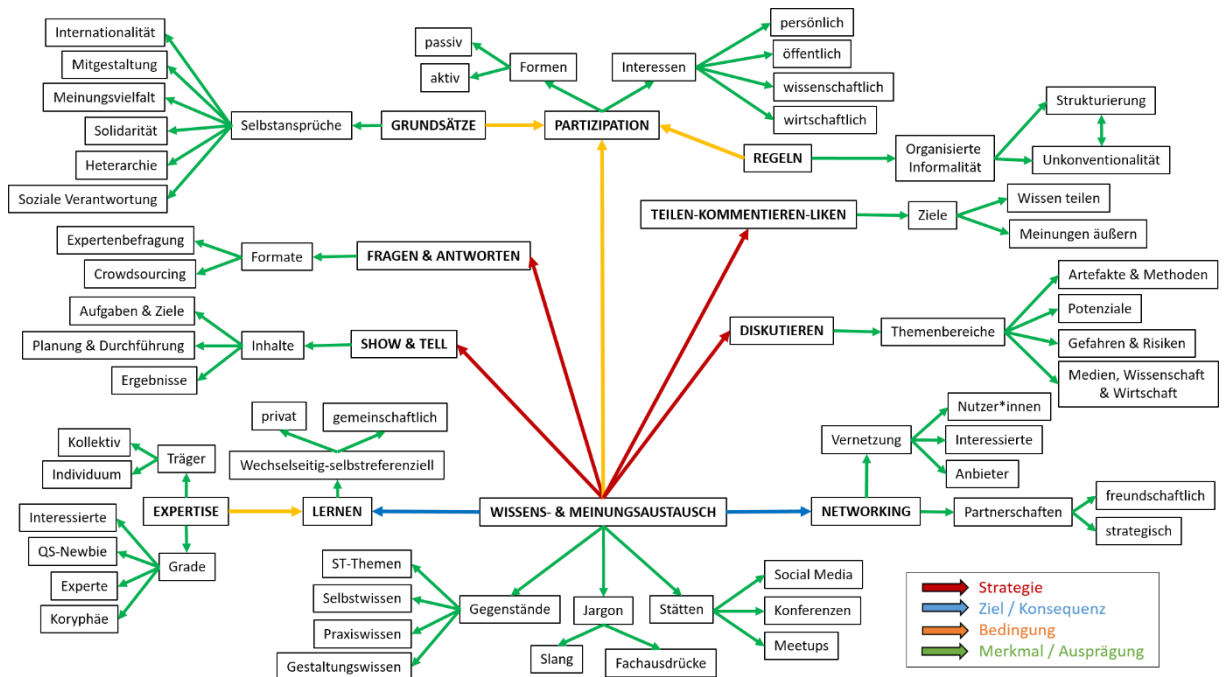 Internationalität
Mitgestaltung
Meinungsvielfalt
Solidarität
Heterarchie
Soziale Verantwortung
Selbstansprüche
GRUNDSÄTZE
passiv
aktiv
Formen
Interessen
persönlich
öffentlich
wissenschaftlich
wirtschaftlich
PARTIZIPATION
REGELN
Organisierte
Informalität
Strukturierung
Unkonventionalität
TEILEN-KOMMENTIEREN-LIKEN
Ziele
Wissen teilen
Meinungen äußern
Expertenbefragung
Crowdsourcing
Formate
FRAGEN & ANTWORTEN
Aufgaben & Ziele
Planung & Durchführung
Ergebnisse
Inhalte
SHOW & TELL
DISKUTIEREN
Themenbereiche
Artefakte & Methoden
Potenziale
Gefahren & Risiken
Medien, Wissenschaft
& Wirtschaft
privat
gemeinschaftlich
Wechselseitig-selbstreferenziell
Kollektiv
Individuum
Träger
EXPERTISE
LERNEN
WISSENS- & MEINUNGSAUSTAUSCH
NETWORKING
Vernetzung
Nutzer*innen
Interessierte
Anbieter
Partnerschaften
freundschaftlich
strategisch
Interessierte
QS-Newbie
Experte
Koryphäe
Grade
ST-Themen
Selbstwissen
Praxiswissen
Gestaltungswissen
Gegenstände
Jargon
Slang
Fachausdrücke
Stätten
Social Media
Konferenzen
Meetups
Strategie
Ziel / Konsequenz
Bedingung
Merkmal / Ausprägung